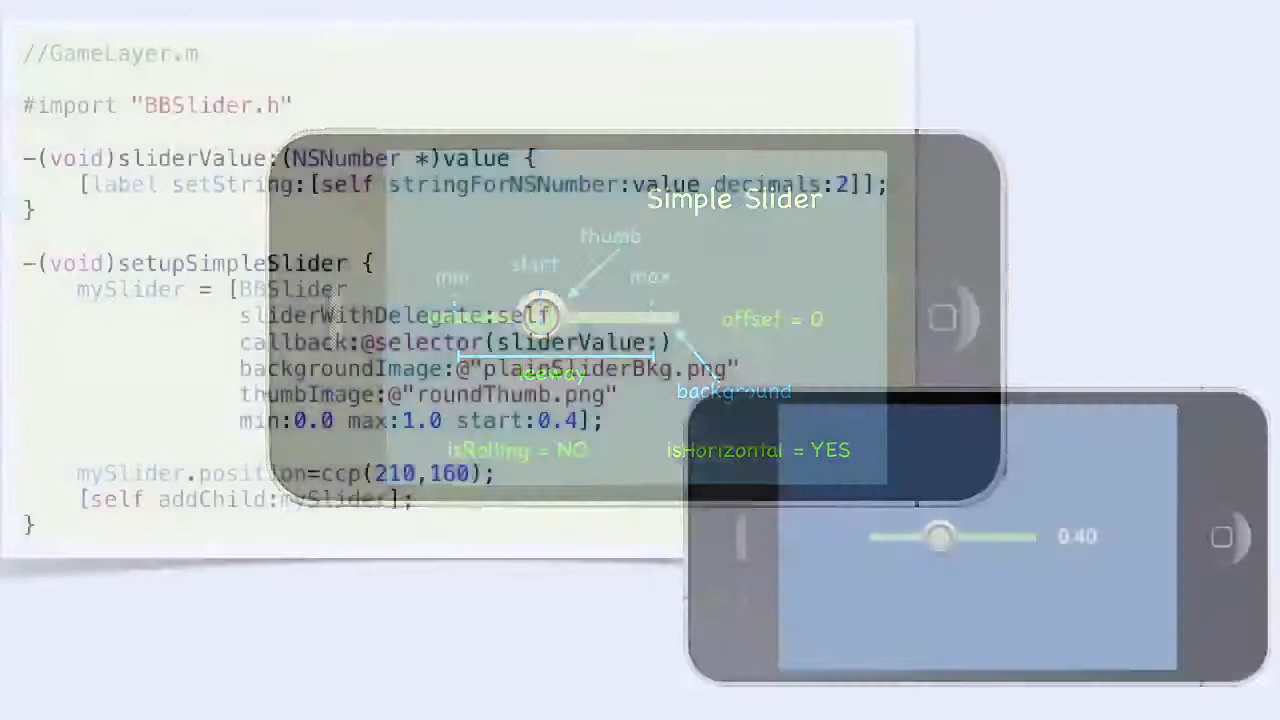 //GameLayer.m
#import "BBSlider.h"
-(void)sliderValue:(NSNumber *)value {
[label setString:[self stringForNSNumber:value decimals:2]];
}
-(void)setupSimpleSlider {
mySlider = [BBSlider
sliderWithDelegate:self
callback:@selector(sliderValue:)
backgroundImage:@"plainSliderBkg.png"
thumbImage:@"roundThumb.png"
min:0.0 max:1.0 start:0.4];
mySlider.position=ccp(210,160);
[self addChild:mySlider];
}
Simple Slider
thumb
min
start
max
offset = 0
leeway
background
isRolling = NO
isHorizontal = YES
0.40